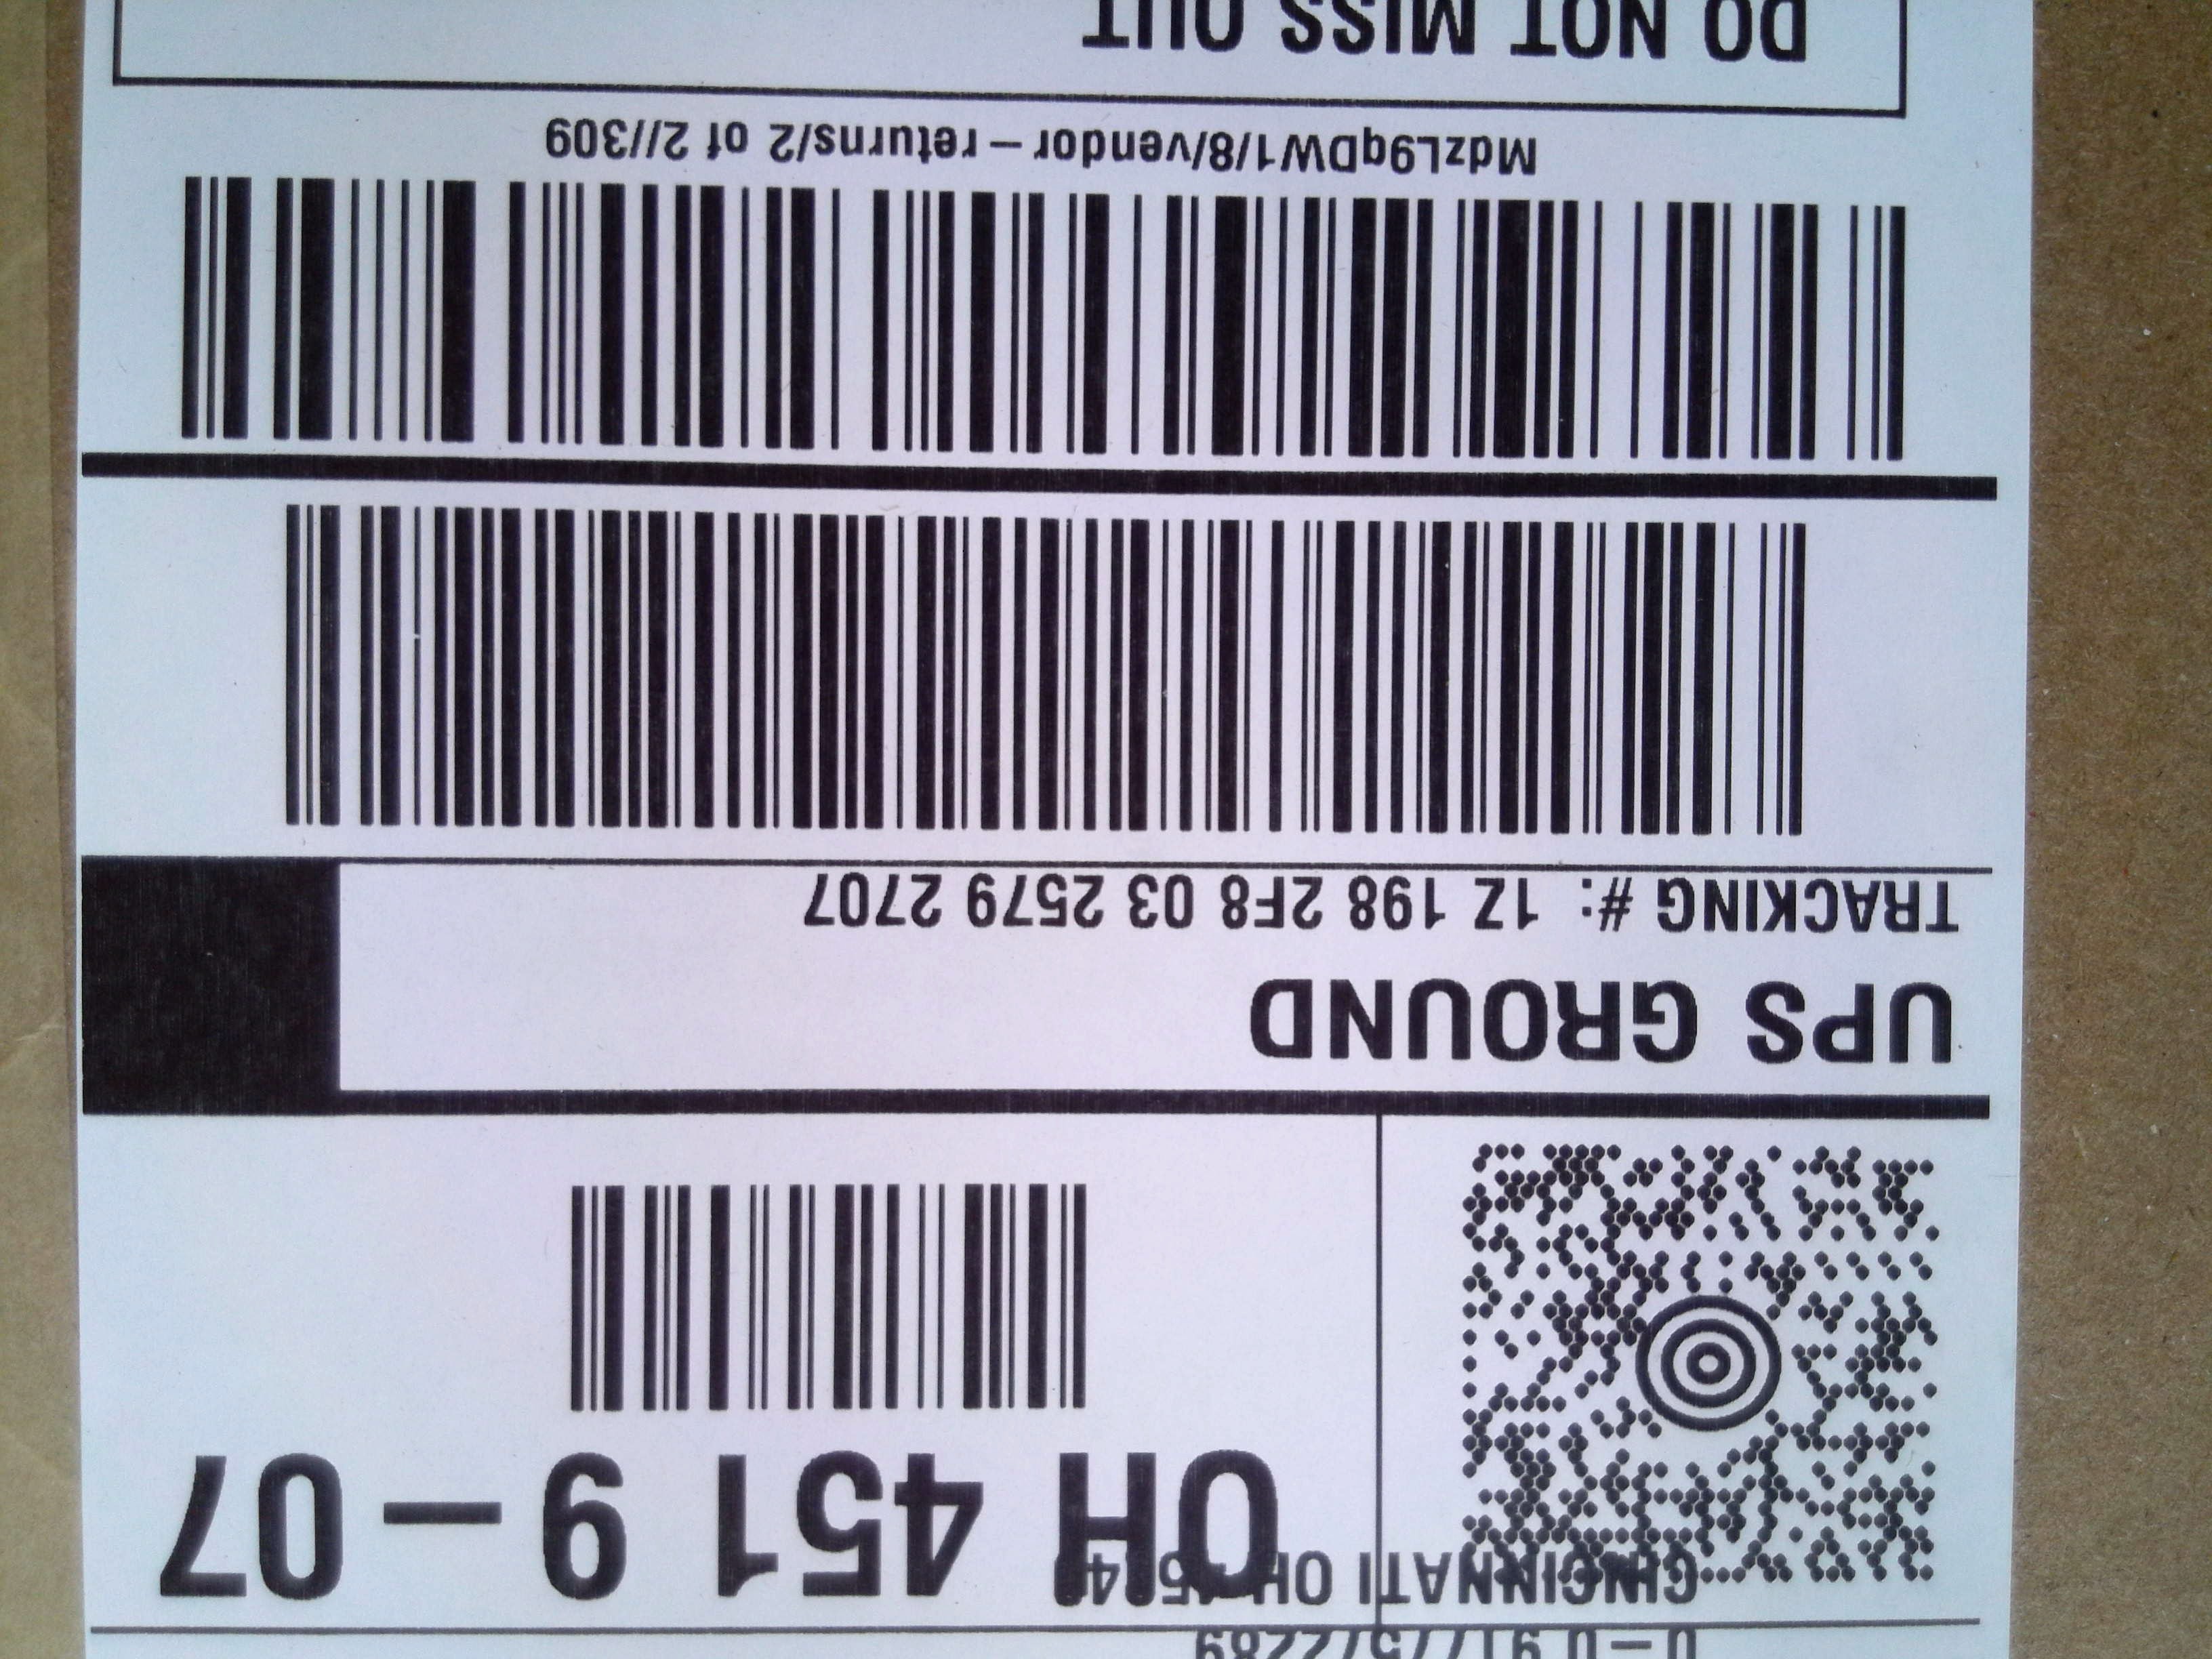 CINCINNATI OH
OH 451 9 – 07
UPS GROUND
TRACKING #: 1Z 198 2F8 03 2579 2707
MdzL9qDW1/8/vendor – returns/2 of 2//309
DO NOT MISS OUT